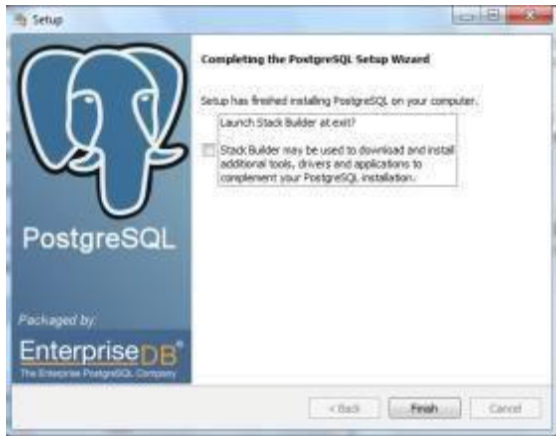 Setup
Completing the PostgreSQL Setup Wizard
Setup has finished installing PostgreSQL on your computer.
Launch Stack Builder at exit?
Stack Builder may be used to download and install
additional tools, drivers and applications to
complement your PostgreSQL installation.
PostgreSQL
Packaged by:
EnterpriseDB®
The Enterprise PostgreSQL Company
< Back
Finish
Cancel